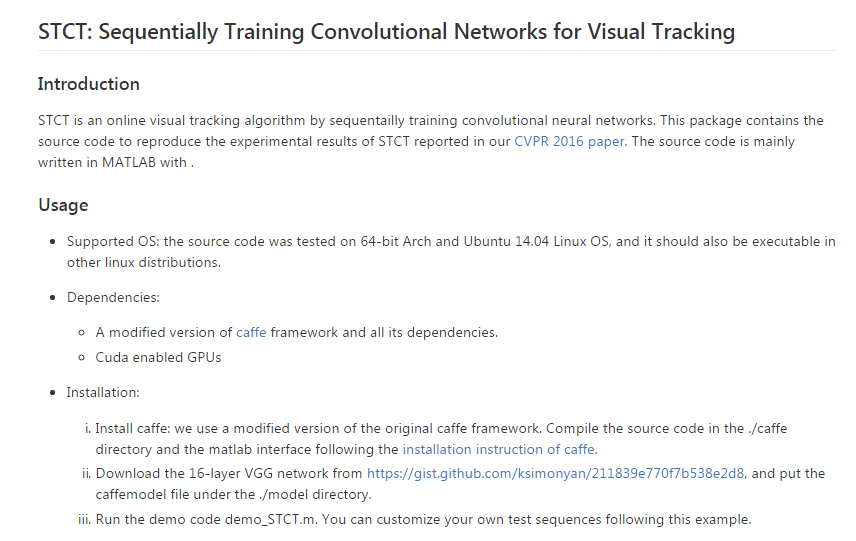 STCT: Sequentially Training Convolutional Networks for Visual Tracking
Introduction
STCT is an online visual tracking algorithm by sequentailly training convolutional neural networks. This package contains the
source code to reproduce the experimental results of STCT reported in our CVPR 2016 paper. The source code is mainly
written in MATLAB with .
Usage
• Supported OS: the source code was tested on 64-bit Arch and Ubuntu 14.04 Linux OS, and it should also be executable in
other linux distributions.
• Dependencies:
◦ A modified version of caffe framework and all its dependencies.
◦ Cuda enabled GPUs
• Installation:
i. Install caffe: we use a modified version of the original caffe framework. Compile the source code in the ./caffe
directory and the matlab interface following the installation instruction of caffe.
ii. Download the 16-layer VGG network from https://gist.github.com/ksimonyan/211839e770f7b538e2d8, and put the
caffemodel file under the ./model directory.
iii. Run the demo code demo_STCT.m. You can customize your own test sequences following this example.